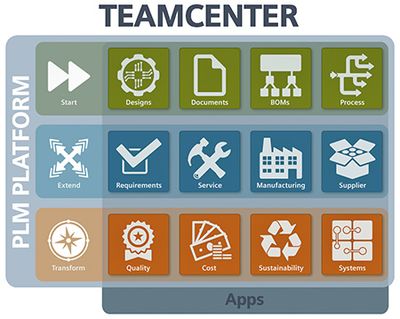 TEAMCENTER
PLM PLATFORM
Start
Designs
Documents
BOMs
Process
Extend
Requirements
Service
Manufacturing
Supplier
Transform
Quality
Cost
Sustainability
Systems
Apps